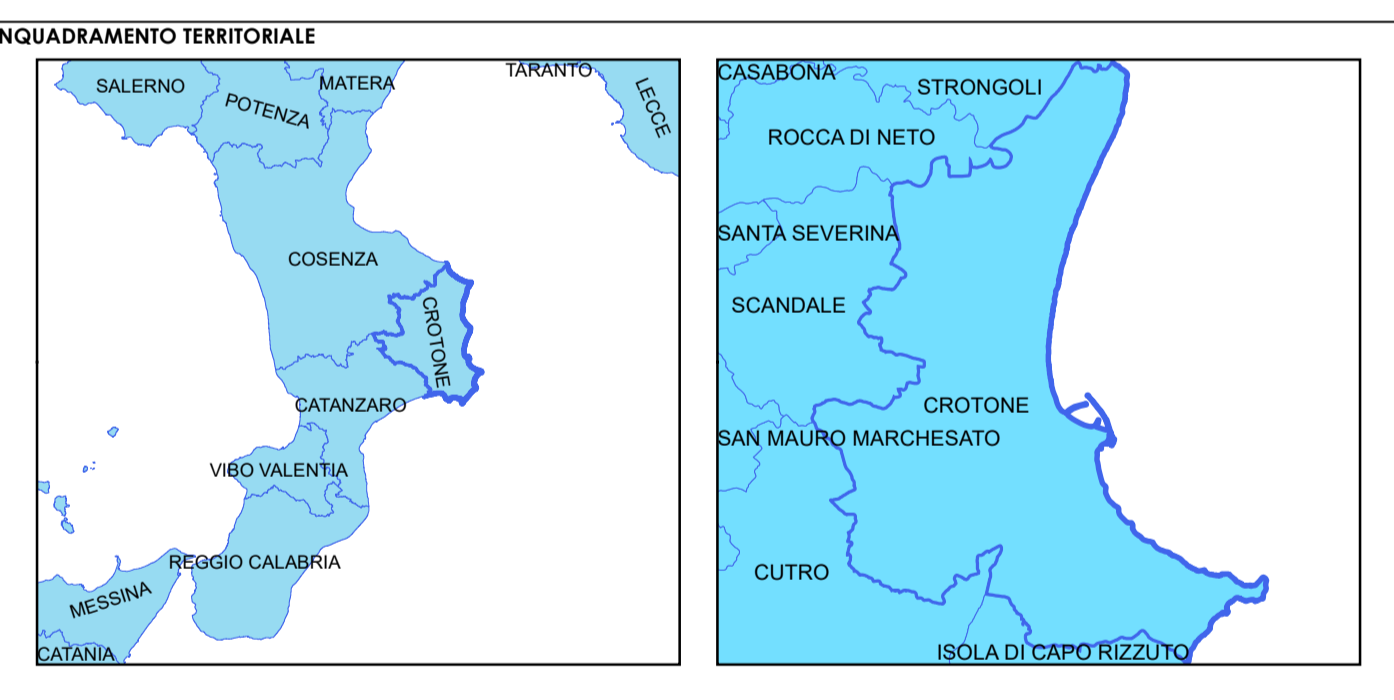 NQUADRAMENTO TERRITORIALE
SALERNO
POTENZA
MATERA
TARANTO
LECCE
COSENZA
CROTONE
CATANZARO
VIBO VALENTIA
REGGIO CALABRIA
MESSINA
CATANIA
CASABONA
STRONGOLI
ROCCA DI NETO
SANTA SEVERINA
SCANDALE
CROTONE
SAN MAURO MARCHESATO
CUTRO
ISOLA DI CAPO RIZZUTO